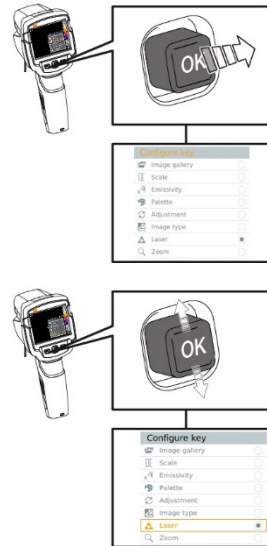 OK
Configure key
Image gallery
Scale
Emissivity
Palette
Adjustment
Image type
Laser
Zoom
OK
Configure key
Image gallery
Scale
Emissivity
Palette
Adjustment
Image type
Laser
Zoom